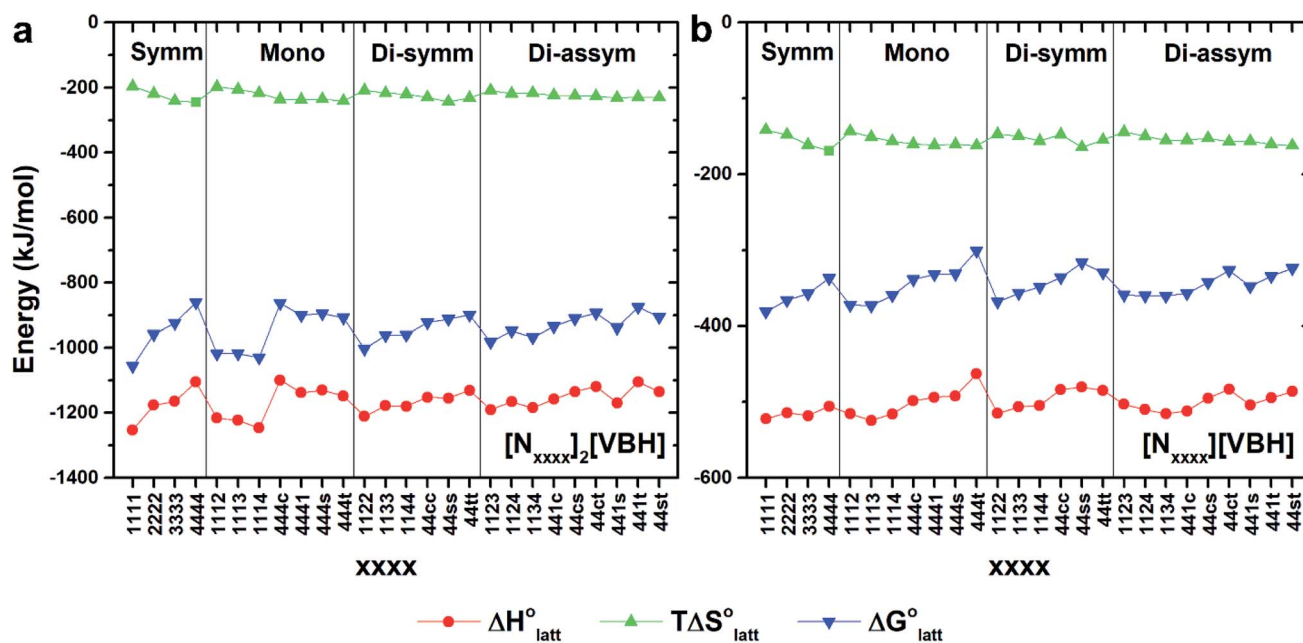 a
Symm Mono Di-symm Di-assym
0
-200
-400
-600
-800
-1000
-1200
-1400
Energy (kJ/mol)
[N_xxxx]_2[VBH]
1111 2222 3333 4444 1112 1113 1114 444c 4441 444s 444t 1122 1133 1144 44cc 44ss 44tt 1123 1124 1134 441c 44cs 44ct 441s 441t 44st
xxxx
b
Symm Mono Di-symm Di-assym
0
-200
-400
-600
[N_xxxx][VBH]
1111 2222 3333 4444 1112 1113 1114 444c 4441 444s 444t 1122 1133 1144 44cc 44ss 44tt 1123 1124 1134 441c 44cs 44ct 441s 441t 44st
xxxx
ΔH°latt TΔS°latt ΔG°latt